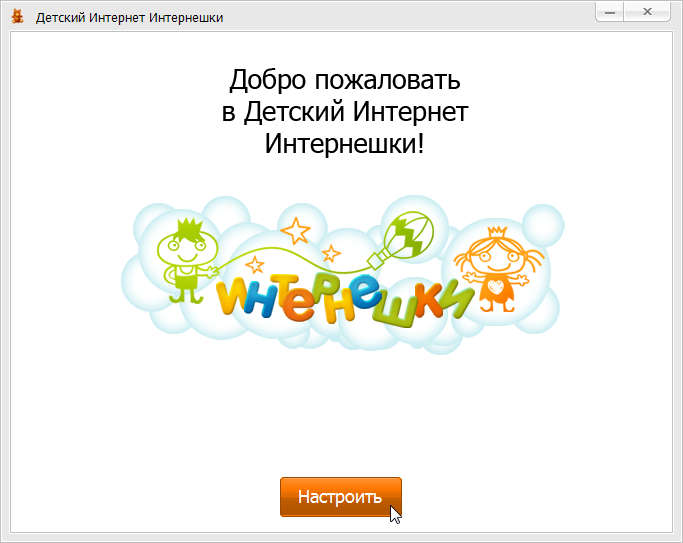 Детский Интернет Интернешки
Добро пожаловать
в Детский Интернет
Интернешки!
ИНТЕРНЕШКИ
Настроить